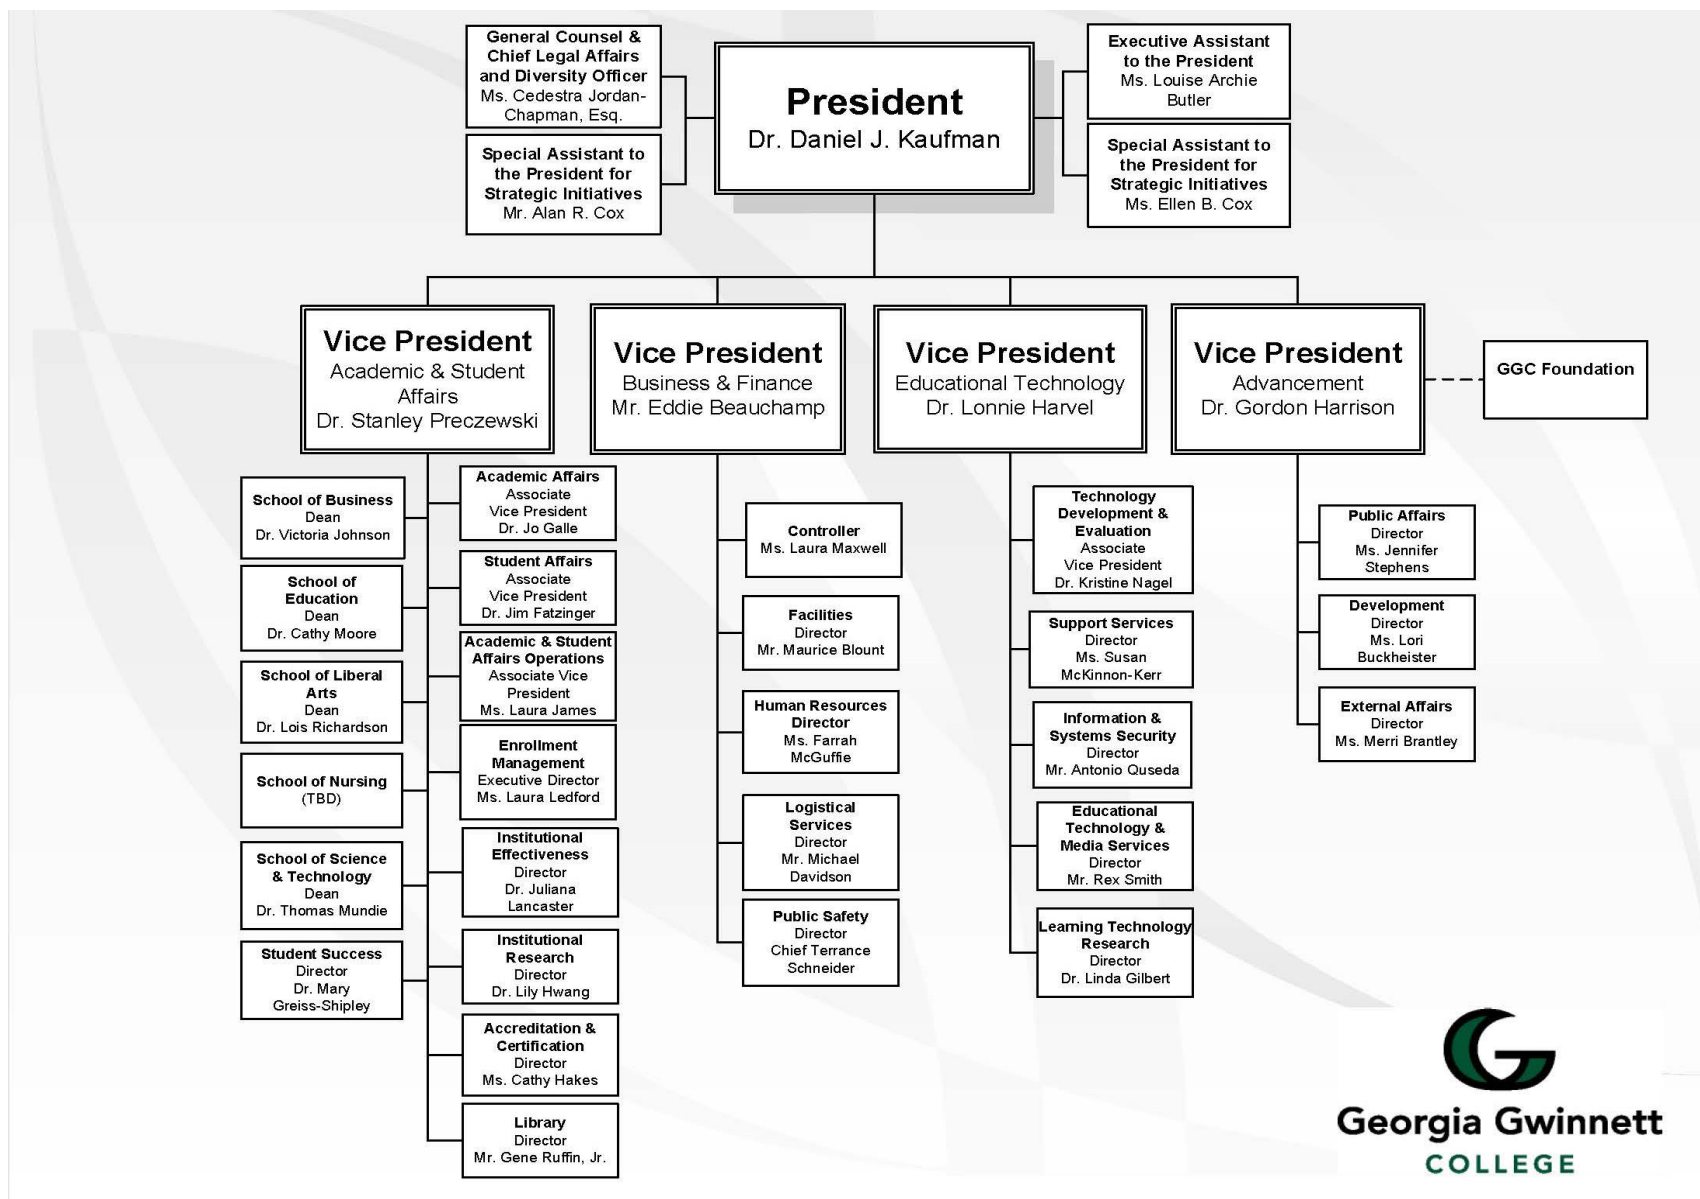 General Counsel &
Chief Legal Affairs
and Diversity Officer
Ms. Cedestra Jordan-
Chapman, Esq.
Special Assistant to
the President for
Strategic Initiatives
Mr. Alan R. Cox
President
Dr. Daniel J. Kaufman
Executive Assistant
to the President
Ms. Louise Archie
Butler
Special Assistant to
the President for
Strategic Initiatives
Ms. Ellen B. Cox
Vice President
Academic & Student
Affairs
Dr. Stanley Preczewski
Vice President
Business & Finance
Mr. Eddie Beauchamp
Vice President
Educational Technology
Dr. Lonnie Harvel
Vice President
Advancement
Dr. Gordon Harrison
GGC Foundation
School of Business
Dean
Dr. Victoria Johnson
School of
Education
Dean
Dr. Cathy Moore
School of Liberal
Arts
Dean
Dr. Lois Richardson
School of Nursing
(TBD)
School of Science
& Technology
Dean
Dr. Thomas Mundie
Student Success
Director
Dr. Mary
Greiss-Shipley
Academic Affairs
Associate
Vice President
Dr. Jo Galle
Student Affairs
Associate
Vice President
Dr. Jim Fatzinger
Academic & Student
Affairs Operations
Associate Vice
President
Ms. Laura James
Enrollment
Management
Executive Director
Ms. Laura Ledford
Institutional
Effectiveness
Director
Dr. Juliana
Lancaster
Institutional
Research
Director
Dr. Lily Hwang
Accreditation &
Certification
Director
Ms. Cathy Hakes
Library
Director
Mr. Gene Ruffin, Jr.
Controller
Ms. Laura Maxwell
Facilities
Director
Mr. Maurice Blount
Human Resources
Director
Ms. Farrah
McGuffie
Logistical
Services
Director
Mr. Michael
Davidson
Public Safety
Director
Chief Terrance
Schneider
Technology
Development &
Evaluation
Associate
Vice President
Dr. Kristine Nagel
Support Services
Director
Ms. Susan
McKinnon-Kerr
Information &
Systems Security
Director
Mr. Antonio Quseda
Educational
Technology &
Media Services
Director
Mr. Rex Smith
Learning Technology
Research
Director
Dr. Linda Gilbert
Public Affairs
Director
Ms. Jennifer
Stephens
Development
Director
Ms. Lori
Buckheister
External Affairs
Director
Ms. Merri Brantley
Georgia Gwinnett
COLLEGE